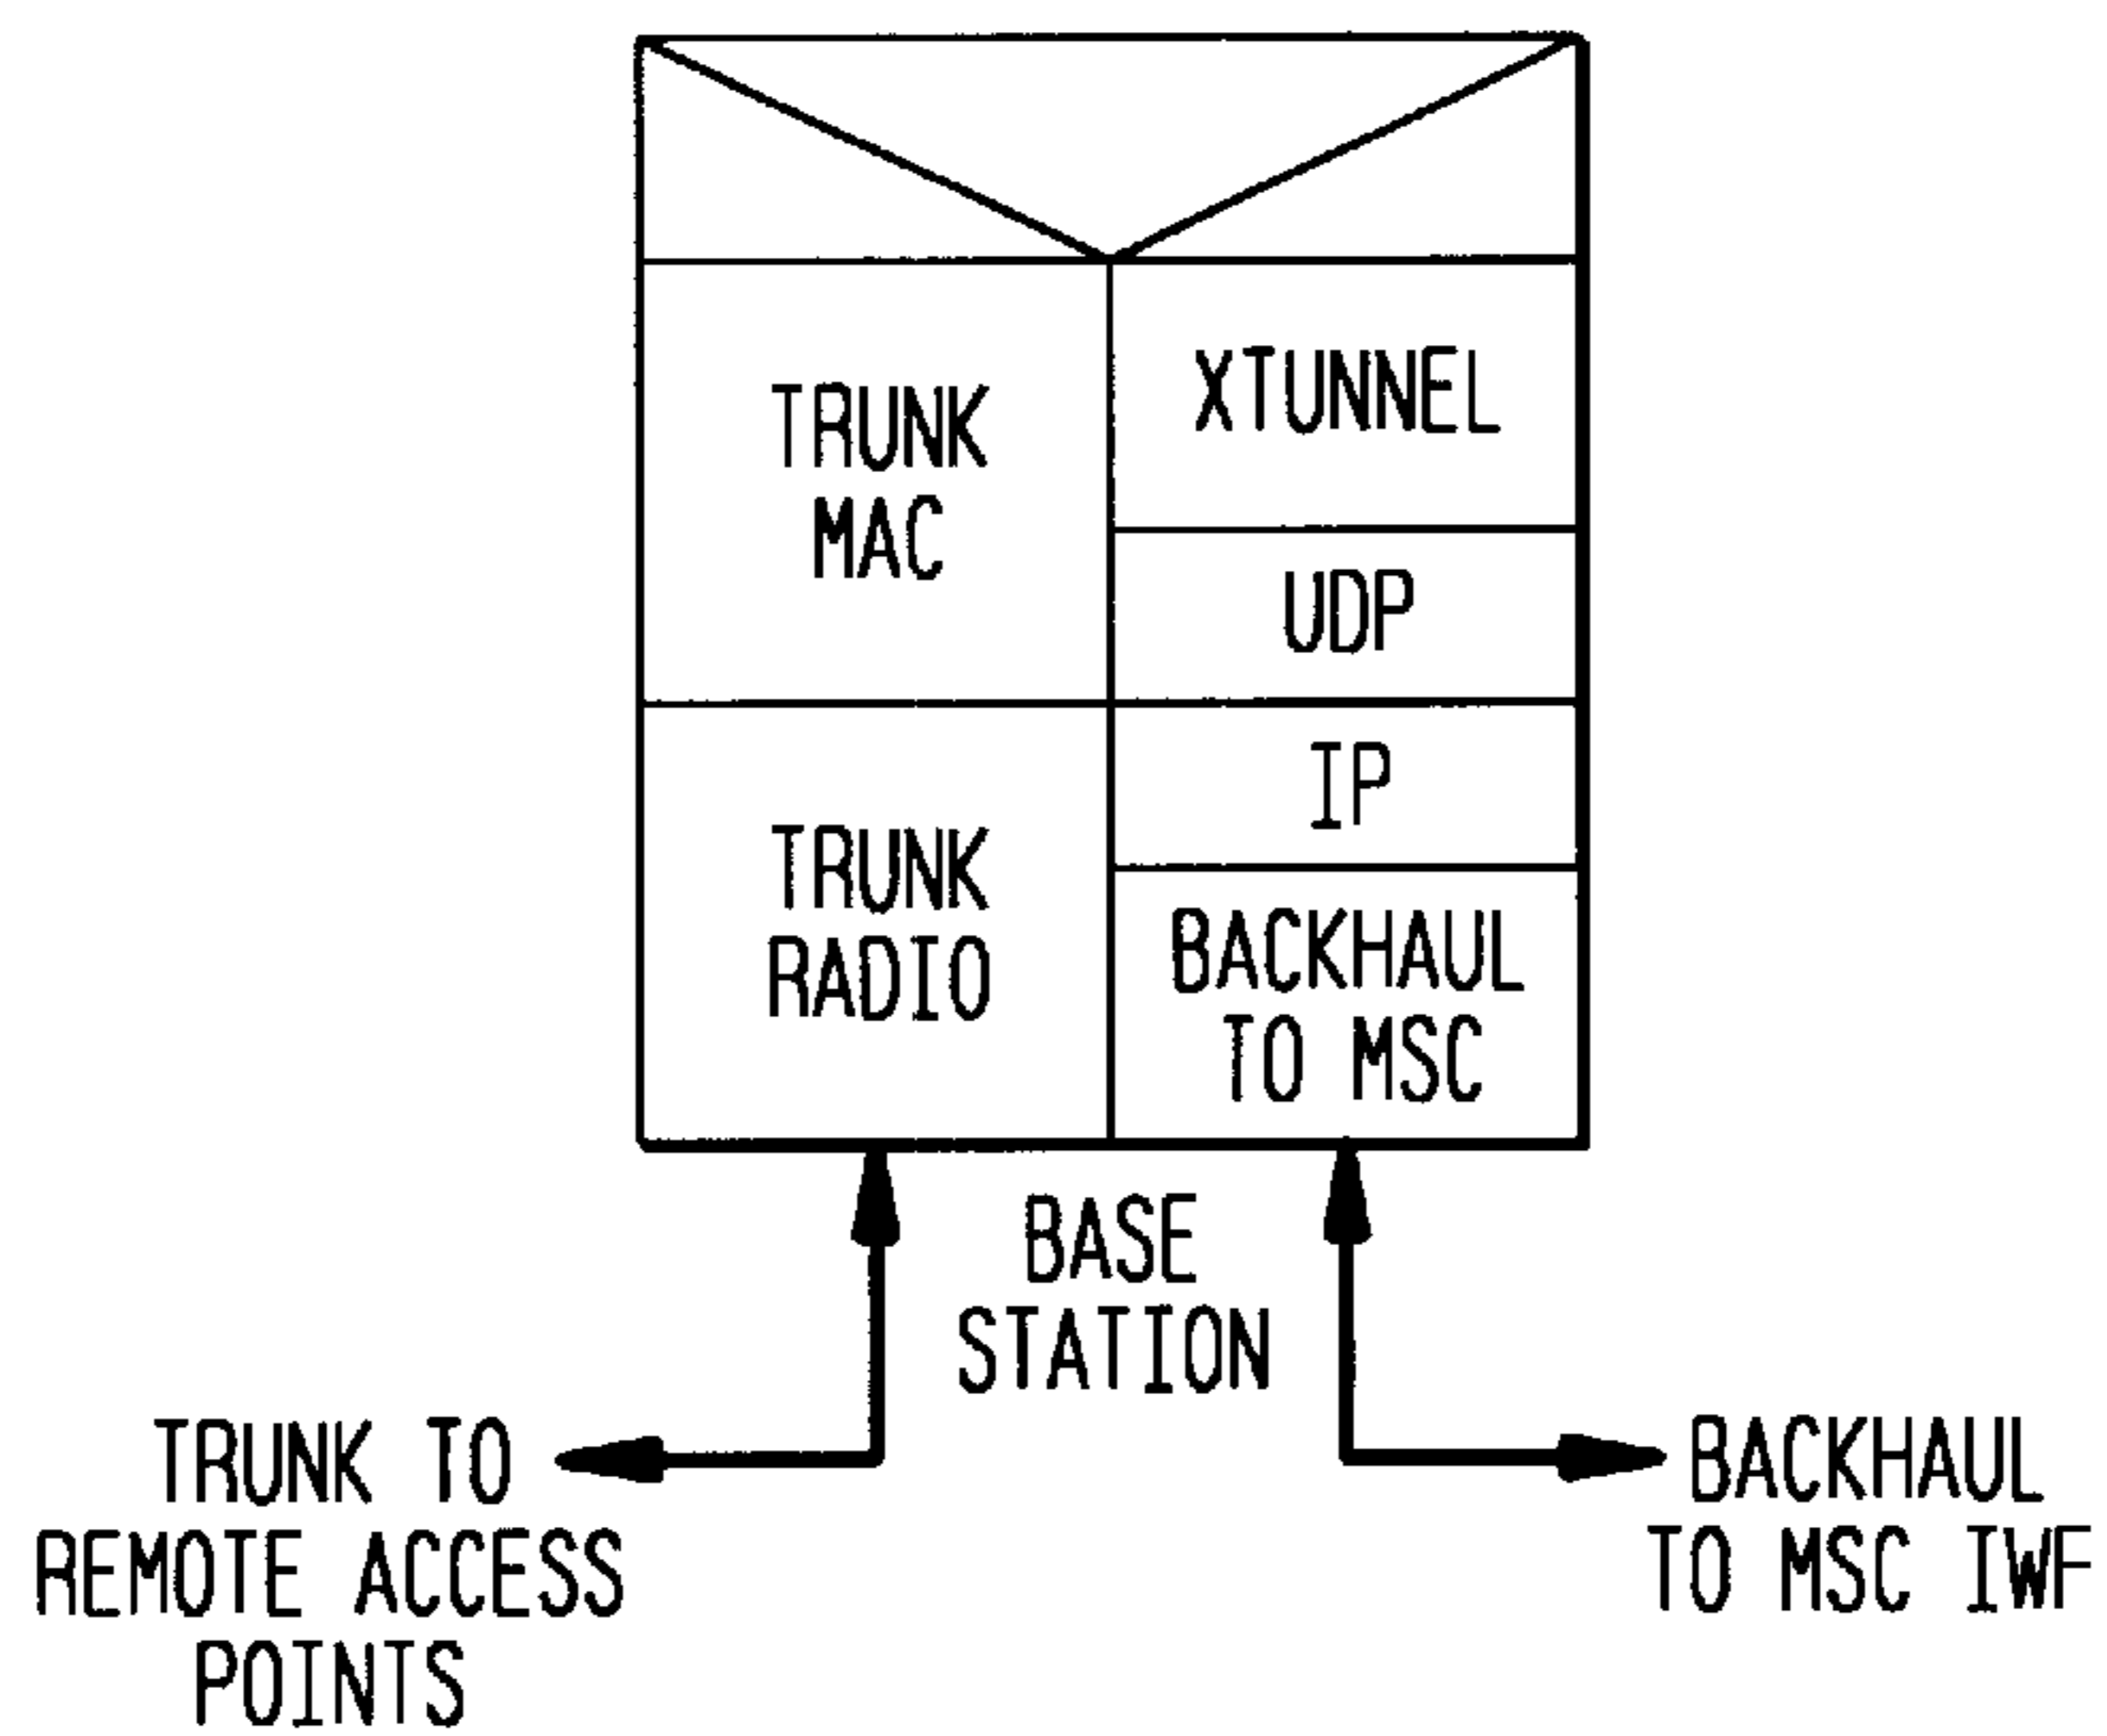 TRUNK
MAC
XTUNNEL
UDP
IP
TRUNK
RADIO
BACKHAUL
TO MSC
BASE
STATION
TRUNK TO
REMOTE ACCESS
POINTS
BACKHAUL
TO MSC IWF